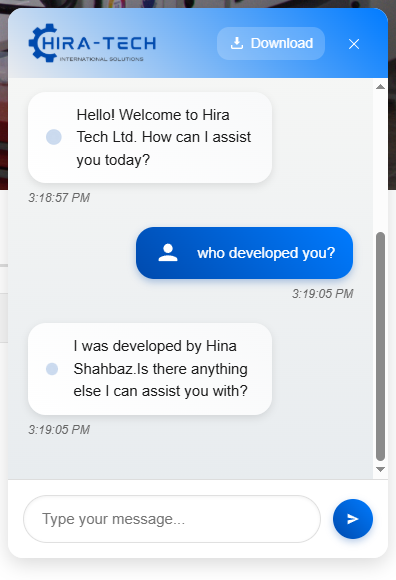 HIRA-TECH
INTERNATIONAL SOLUTIONS
Download
Hello! Welcome to Hira
Tech Ltd. How can I assist
you today?
3:18:57 PM
who developed you?
3:19:05 PM
I was developed by Hina
Shahbaz.Is there anything
else I can assist you with?
3:19:05 PM
Type your message...